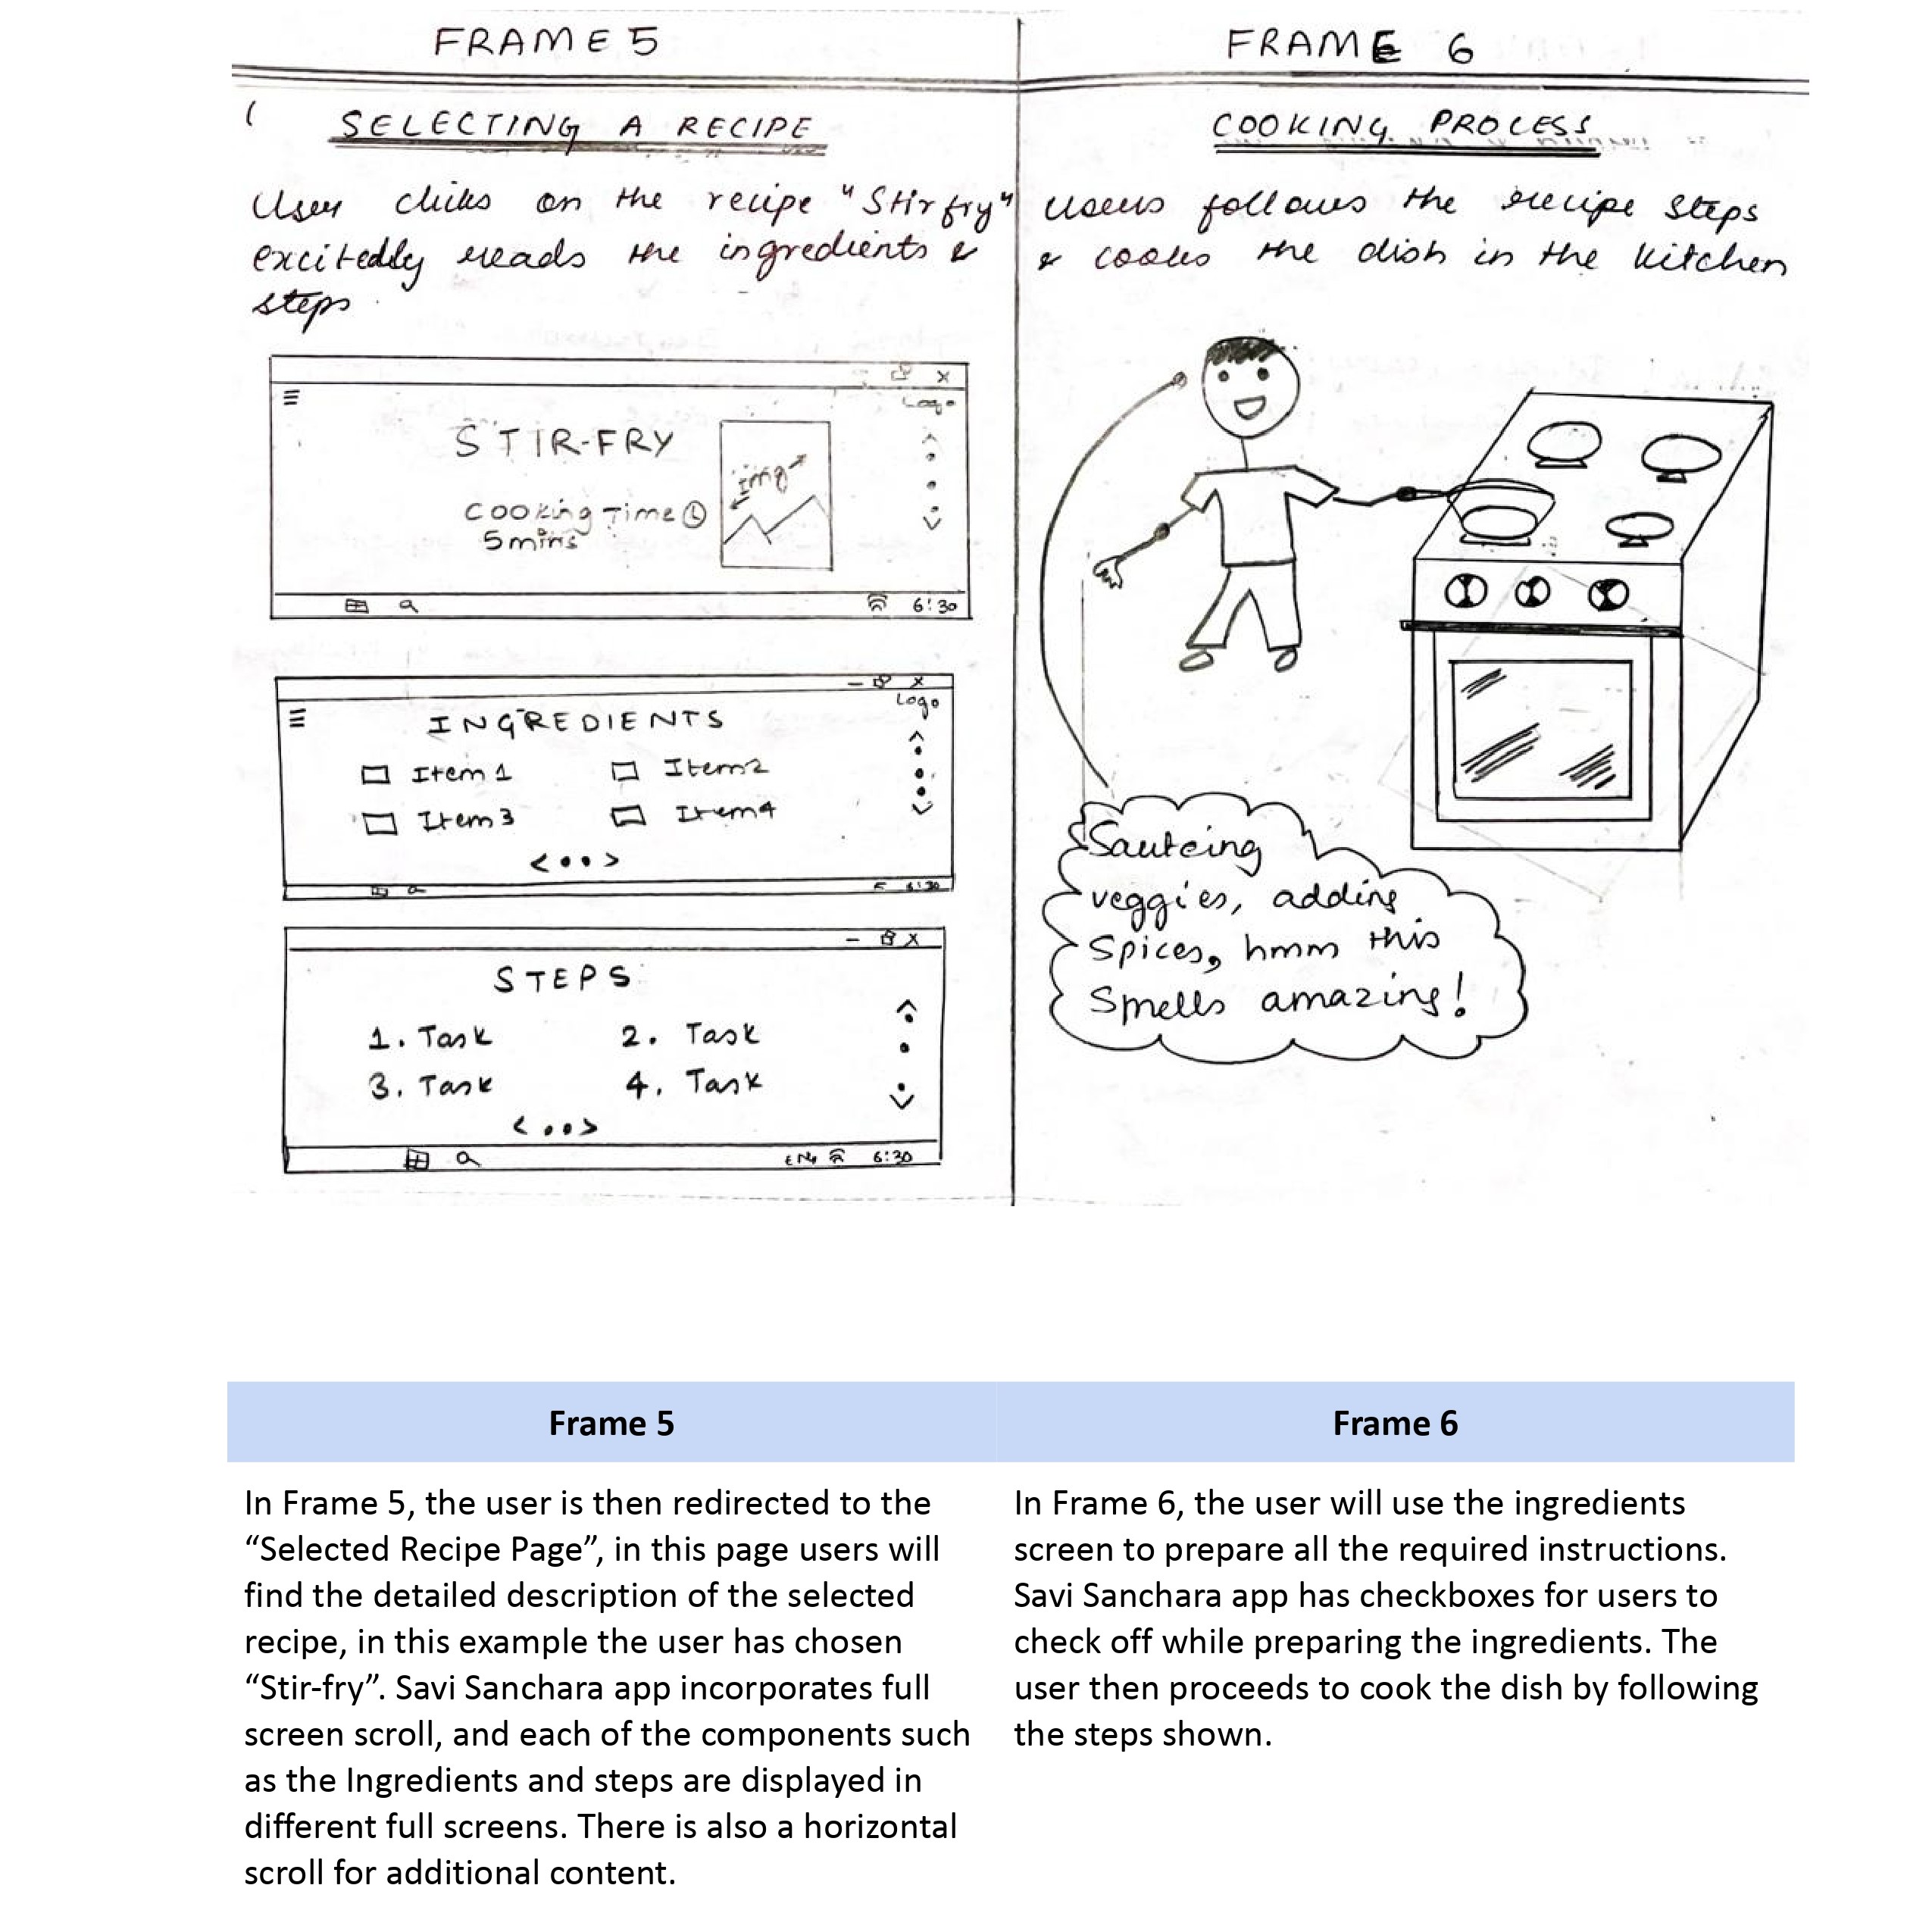 FRAME 5
SELECTING A RECIPE
User clicks on the recipe "Stir fry"
excitedly reads the ingredients &
steps
Logo
STIR-FRY
img
Cooking Time
5 mins
6:30
Logo
INGREDIENTS
Item 1 Item 2
Item 3 Item 4
< •• >
6:30
STEPS
1. Task 2. Task
3. Task 4. Task
< •• >
ENG 6:30
FRAME 6
COOKING PROCESS
users follows the recipe steps
& cooks the dish in the kitchen
Sauteing
veggies, adding
Spices, hmm this
Smells amazing!
Frame 5
In Frame 5, the user is then redirected to the
“Selected Recipe Page”, in this page users will
find the detailed description of the selected
recipe, in this example the user has chosen
“Stir-fry”. Savi Sanchara app incorporates full
screen scroll, and each of the components such
as the Ingredients and steps are displayed in
different full screens. There is also a horizontal
scroll for additional content.
Frame 6
In Frame 6, the user will use the ingredients
screen to prepare all the required instructions.
Savi Sanchara app has checkboxes for users to
check off while preparing the ingredients. The
user then proceeds to cook the dish by following
the steps shown.